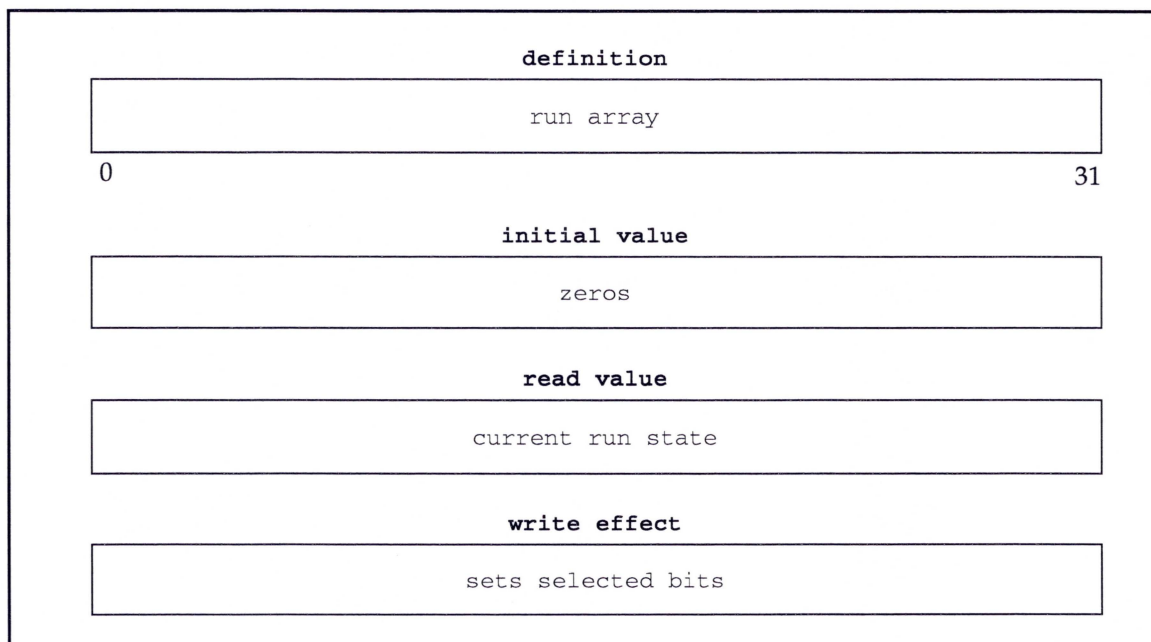 definition
run array
0 31
initial value
zeros
read value
current run state
write effect
sets selected bits